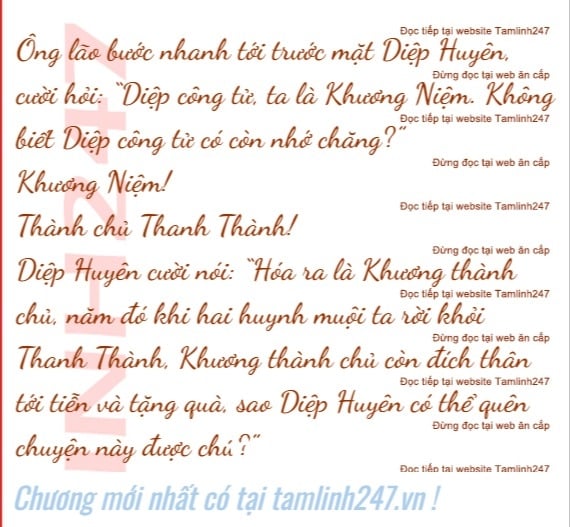 Đọc tiếp tại website Tamlinh247
Ông lão bước nhanh tới trước mặt Diệp Huyên,
Đừng đọc tại web ăn cắp
cười hỏi: “Diệp công tử, ta là Khương Niệm. Không
Đọc tiếp tại website Tamlinh247
biết Diệp công tử có còn nhớ chăng?”
Đừng đọc tại web ăn cắp
Khương Niệm!
Đọc tiếp tại website Tamlinh247
Thành chủ Thanh Thành!
Đừng đọc tại web ăn cắp
Diệp Huyên cười nói: “Hóa ra là Khương thành
Đọc tiếp tại website Tamlinh247
chủ, năm đó khi hai huynh muội ta rời khỏi
Đừng đọc tại web ăn cắp
Thanh Thành, Khương thành chủ còn đích thân
Đọc tiếp tại website Tamlinh247
tới tiễn và tặng quà, sao Diệp Huyên có thể quên
Đừng đọc tại web ăn cắp
chuyện này được chứ?”
Đọc tiếp tại website Tamlinh247
INH247
Chương mới nhất có tại tamlinh247.vn !